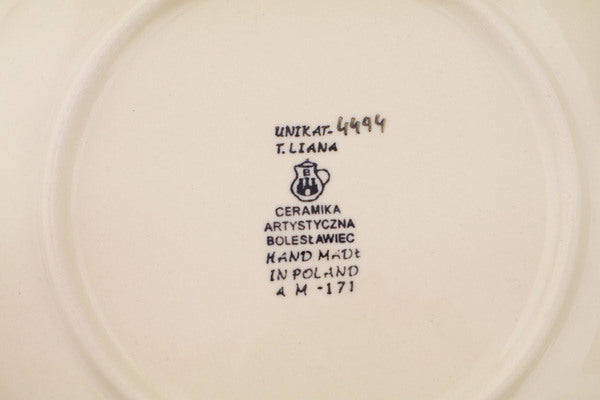 UNIKAT-4494
T.LIANA
B
CERAMIKA
ARTYSTYCZNA
BOLESŁAWIEC
HAND MADE
IN POLAND
A M -171